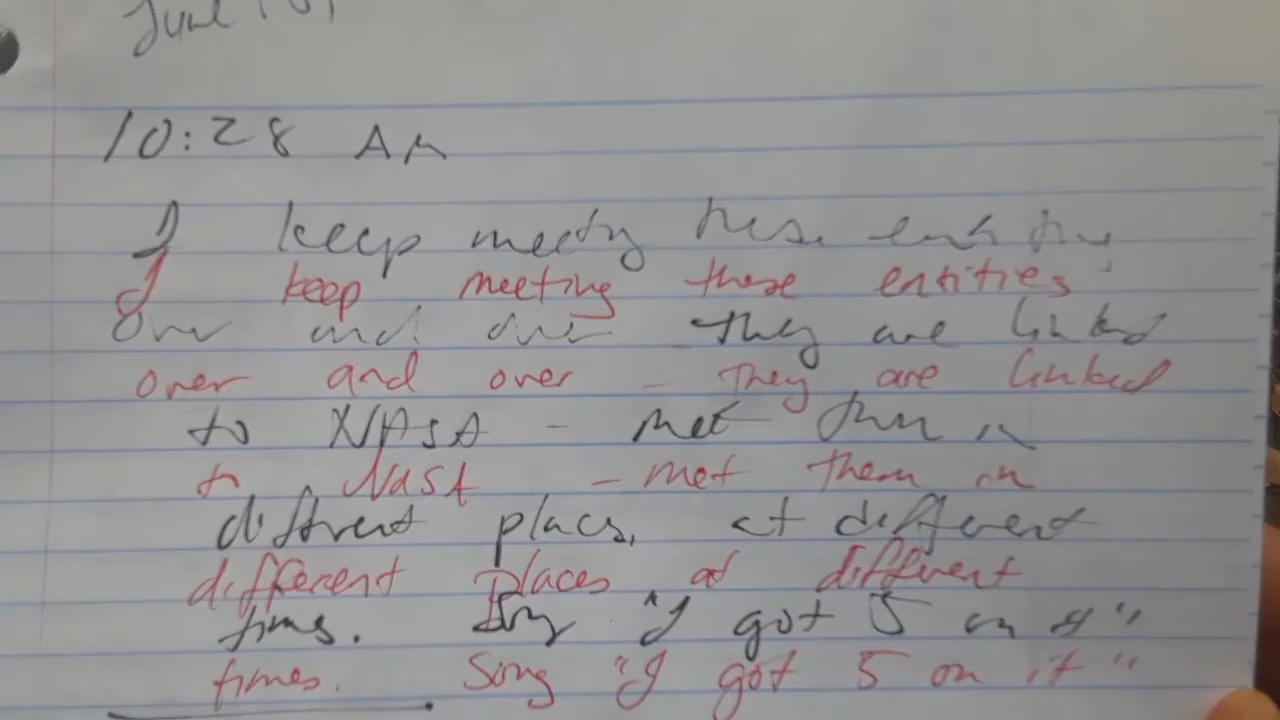 June
10:28 AM
I keep meeting these entities
I keep meeting these entities
Over and over They are linked
over and over - They are linked
to NASA - met them in
to NASA - met them in
different places, at different
different places at different
times. Song "I got 5 on it"
times. Song "I got 5 on it"